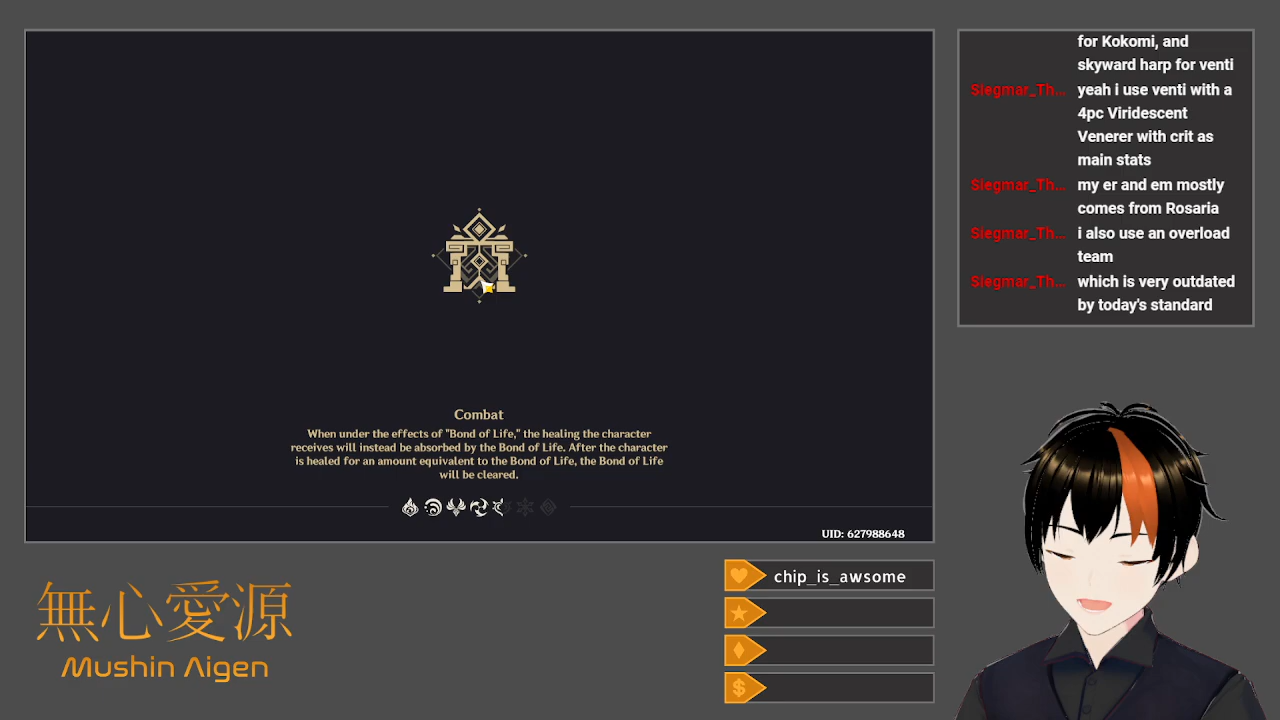 Combat
When under the effects of "Bond of Life," the healing the character
receives will instead be absorbed by the Bond of Life. After the character
is healed for an amount equivalent to the Bond of Life, the Bond of Life
will be cleared.
UID: 627988648
for Kokomi, and
skyward harp for venti
Siegmar_Th... yeah i use venti with a
4pc Viridescent
Venerer with crit as
main stats
Siegmar_Th... my er and em mostly
comes from Rosaria
Siegmar_Th... i also use an overload
team
Siegmar_Th... which is very outdated
by today's standard
無心愛源
Mushin Aigen
chip_is_awsome